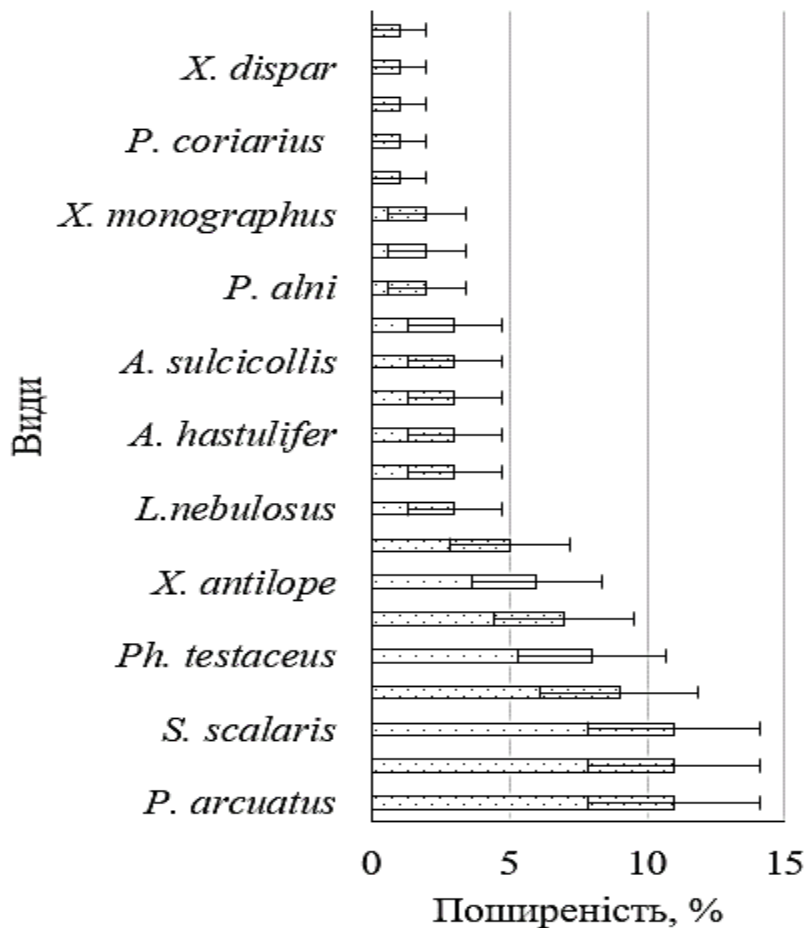 X. dispar
P. coriarius
X. monographus
P. alni
A. sulcicollis
A. hastulifer
L.nebulosus
X. antilope
Ph. testaceus
S. scalaris
P. arcuatus
Види
0 5 10 15
Поширеність, %